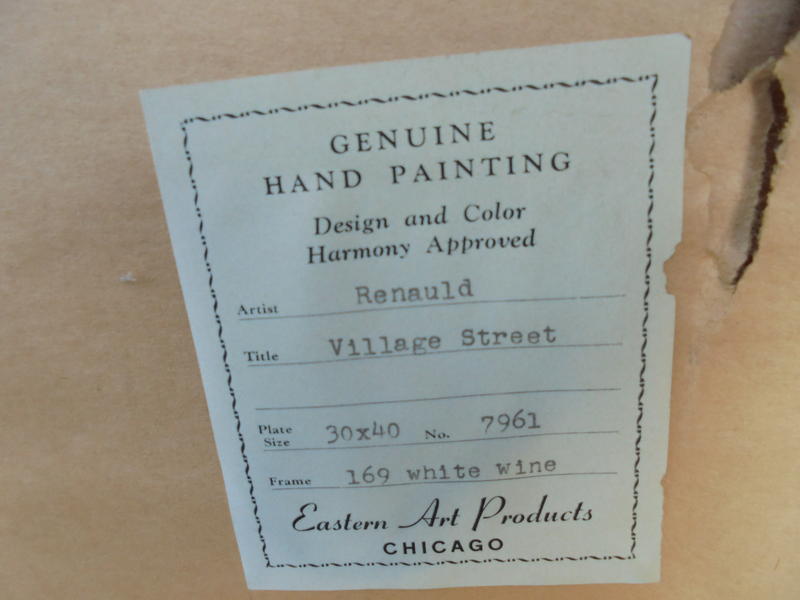 GENUINE
HAND PAINTING
Design and Color
Harmony Approved
Artist Renauld
Title Village Street
Plate Size 30x40 No. 7961
Frame 169 white wine
Eastern Art Products
CHICAGO